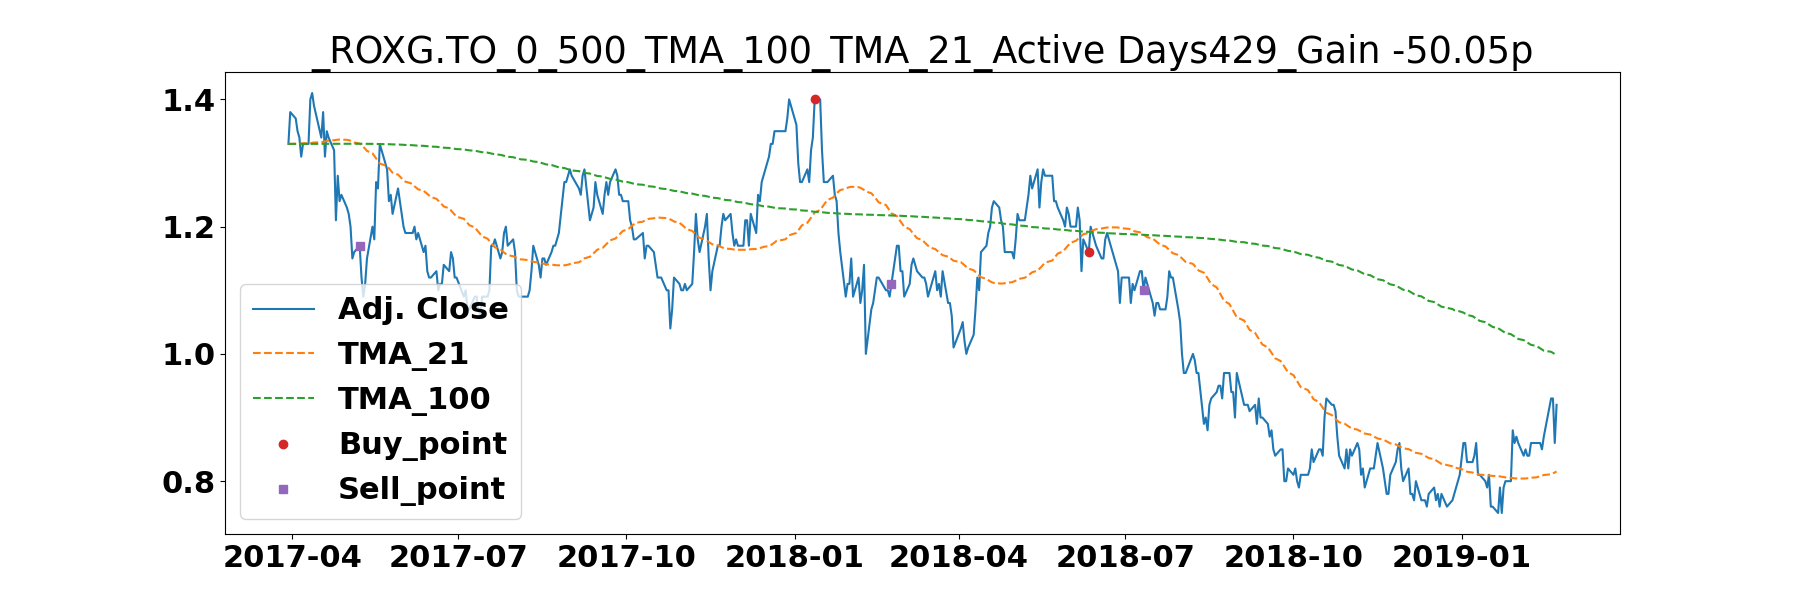 _ROXG.TO_0_500_TMA_100_TMA_21_Active Days429_Gain -50.05p
1.4
1.2
1.0
0.8
Adj. Close
TMA_21
TMA_100
Buy_point
Sell_point
2017-04 2017-07 2017-10 2018-01 2018-04 2018-07 2018-10 2019-01